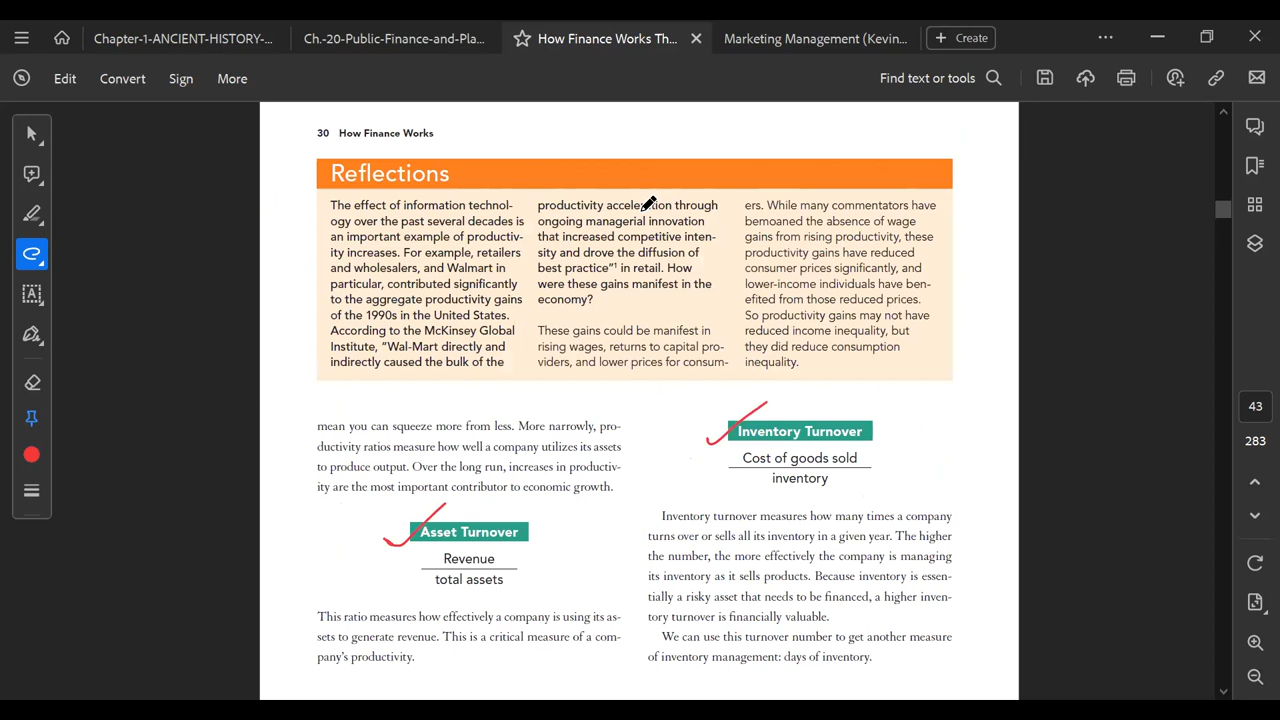 Chapter-1-ANCIENT-HISTORY-...
Ch.-20-Public-Finance-and-Pla...
How Finance Works Th...
Marketing Management (Kevin...
Create
Edit
Convert
Sign
More
Find text or tools
30 How Finance Works
Reflections
The effect of information technol-
ogy over the past several decades is
an important example of productiv-
ity increases. For example, retailers
and wholesalers, and Walmart in
particular, contributed significantly
to the aggregate productivity gains
of the 1990s in the United States.
According to the McKinsey Global
Institute, “Wal-Mart directly and
indirectly caused the bulk of the
productivity acceleration through
ongoing managerial innovation
that increased competitive inten-
sity and drove the diffusion of
best practice”1 in retail. How
were these gains manifest in the
economy?
These gains could be manifest in
rising wages, returns to capital pro-
viders, and lower prices for consum-
ers. While many commentators have
bemoaned the absence of wage
gains from rising productivity, these
productivity gains have reduced
consumer prices significantly, and
lower-income individuals have ben-
efited from those reduced prices.
So productivity gains may not have
reduced income inequality, but
they did reduce consumption
inequality.
mean you can squeeze more from less. More narrowly, pro-
ductivity ratios measure how well a company utilizes its assets
to produce output. Over the long run, increases in productiv-
ity are the most important contributor to economic growth.
Asset Turnover
Revenue
total assets
This ratio measures how effectively a company is using its as-
sets to generate revenue. This is a critical measure of a com-
pany’s productivity.
Inventory Turnover
Cost of goods sold
inventory
Inventory turnover measures how many times a company
turns over or sells all its inventory in a given year. The higher
the number, the more effectively the company is managing
its inventory as it sells products. Because inventory is essen-
tially a risky asset that needs to be financed, a higher inven-
tory turnover is financially valuable.
We can use this turnover number to get another measure
of inventory management: days of inventory.
43
283